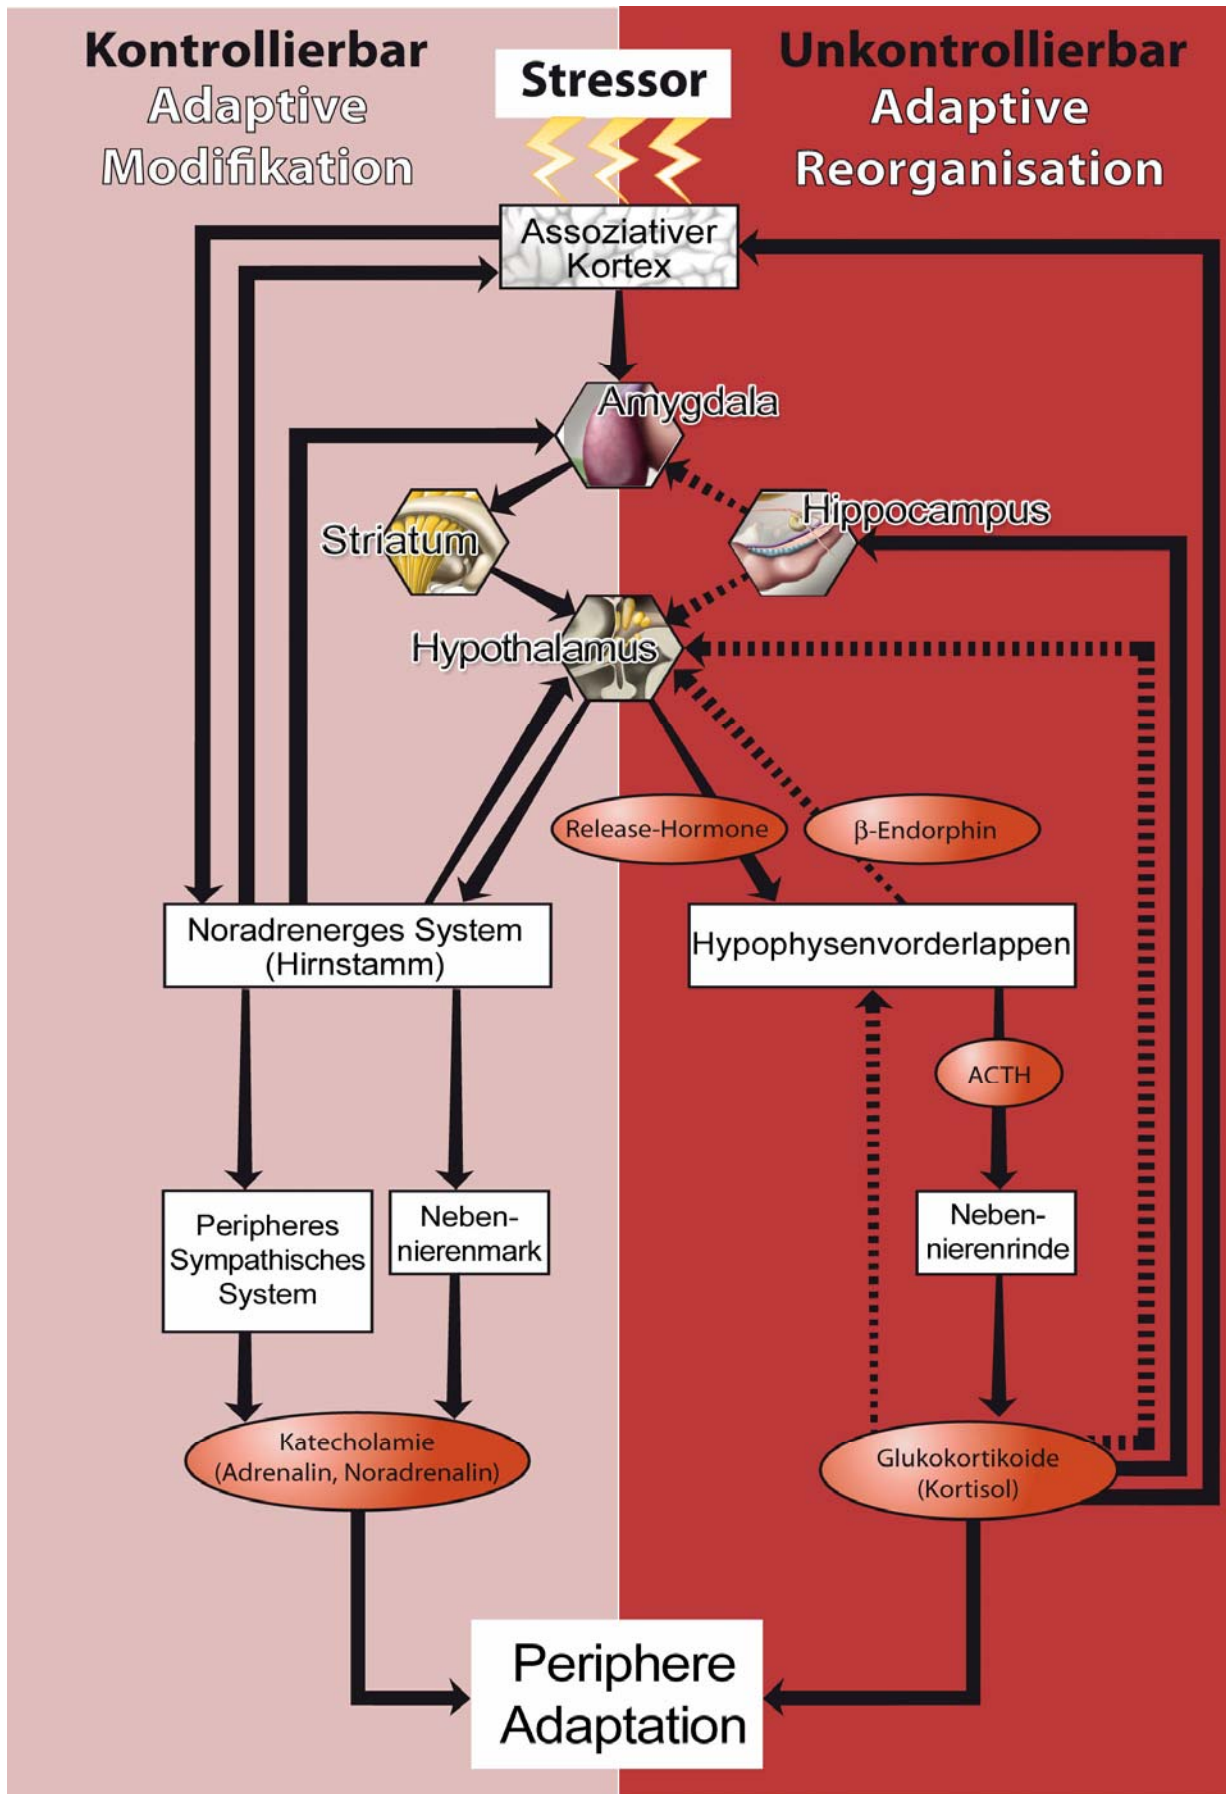 Kontrollierbar
Adaptive
Modifikation
Stressor
Unkontrollierbar
Adaptive
Reorganisation
Assoziativer
Kortex
Amygdala
Striatum
Hippocampus
Hypothalamus
Release-Hormone
β-Endorphin
Noradrenerges System
(Hirnstamm)
Hypophysenvorderlappen
ACTH
Peripheres
Sympathisches
System
Neben-
nierenmark
Neben-
nierenrinde
Katecholamie
(Adrenalin, Noradrenalin)
Glukokortikoide
(Kortisol)
Periphere
Adaptation